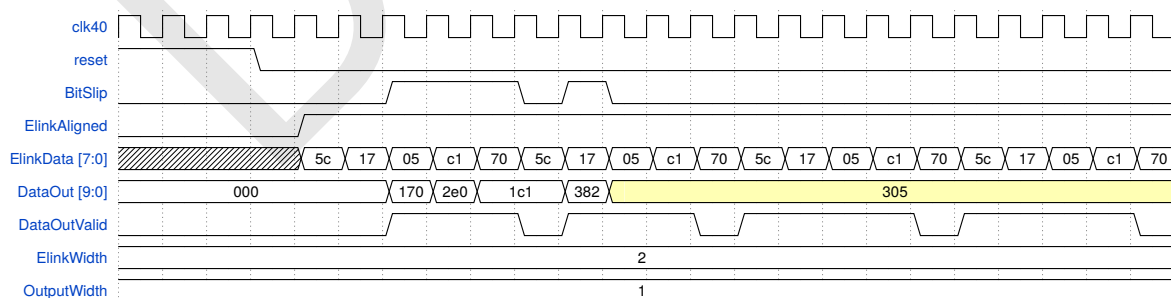 clk40
reset
BitSlip
ElinkAligned
ElinkData [7:0] 5c 17 05 c1 70 5c 17 05 c1 70 5c 17 05 c1 70 5c 17 05 c1 70
DataOut [9:0] 000 170 2e0 1c1 382 305
DataOutValid
ElinkWidth 2
OutputWidth 1